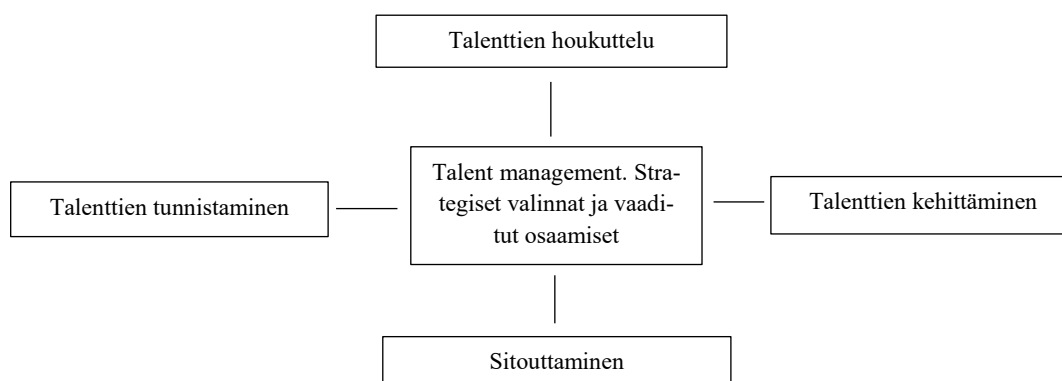 Talenttien houkuttelu
Talenttien tunnistaminen
Talent management. Stra-
tegiset valinnat ja vaadi-
tut osaamiset
Talenttien kehittäminen
Sitouttaminen